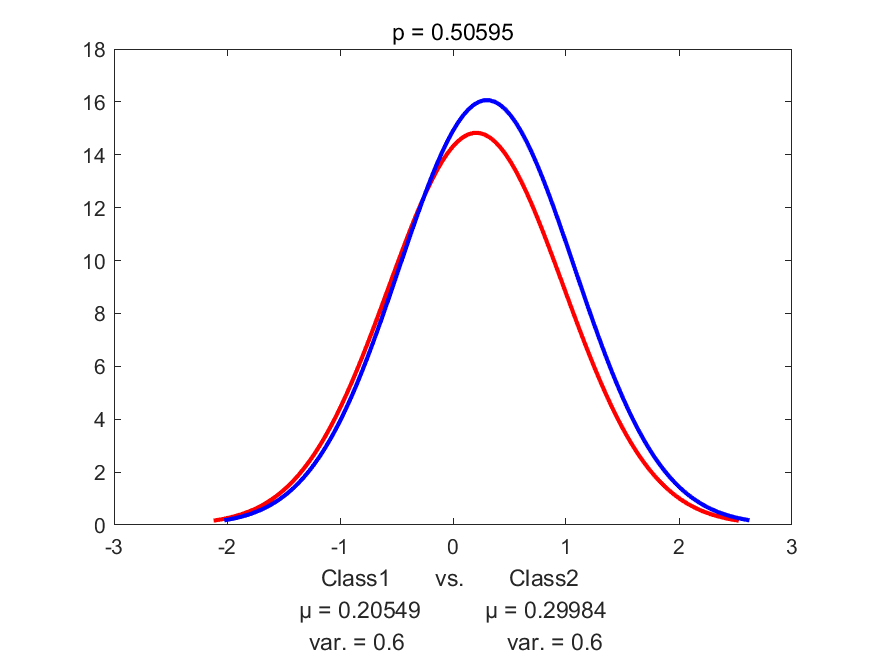 p = 0.50595
18
16
14
12
10
8
6
4
2
0
-3 -2 -1 0 1 2 3
Class1 vs. Class2
μ = 0.20549 μ = 0.29984
var. = 0.6 var. = 0.6